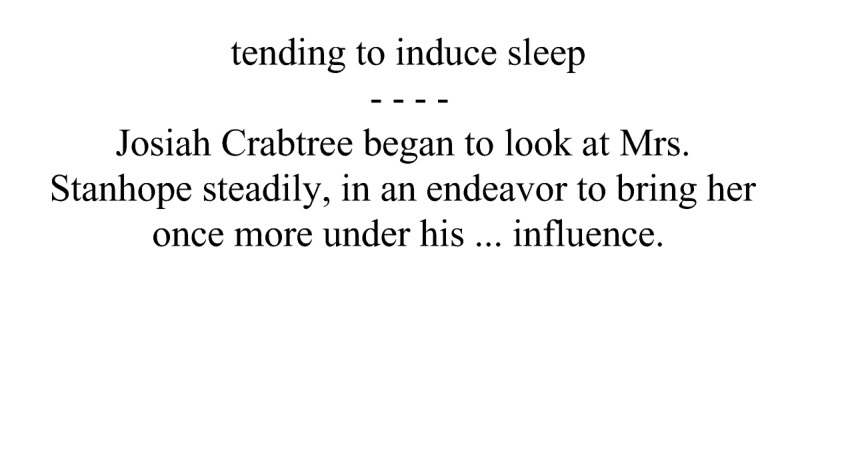 tending to induce sleep
- - - -
Josiah Crabtree began to look at Mrs.
Stanhope steadily, in an endeavor to bring her
once more under his ... influence.